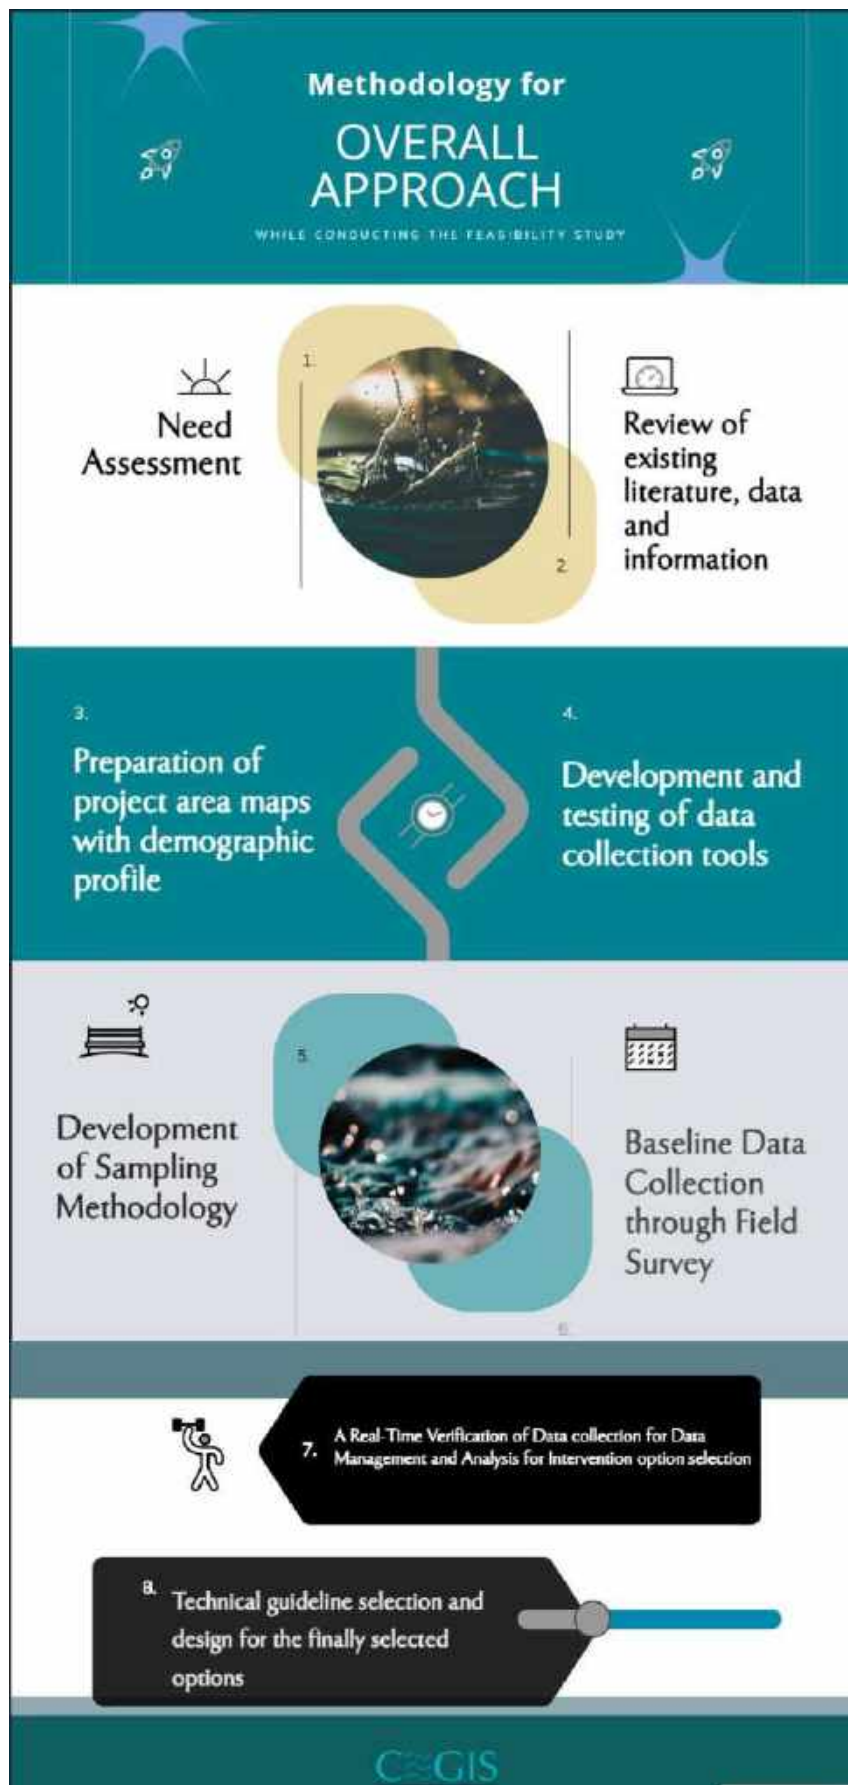 Methodology for
OVERALL
APPROACH
WHILE CONDUCTING THE FEASIBILITY STUDY
1.
Need
Assessment
2.
Review of
existing
literature, data
and
information
3.
Preparation of
project area maps
with demographic
profile
4.
Development and
testing of data
collection tools
5.
Development
of Sampling
Methodology
6.
Baseline Data
Collection
through Field
Survey
7.
A Real-Time Verification of Data collection for Data
Management and Analysis for Intervention option selection
8.
Technical guideline selection and
design for the finally selected
options
CEGIS